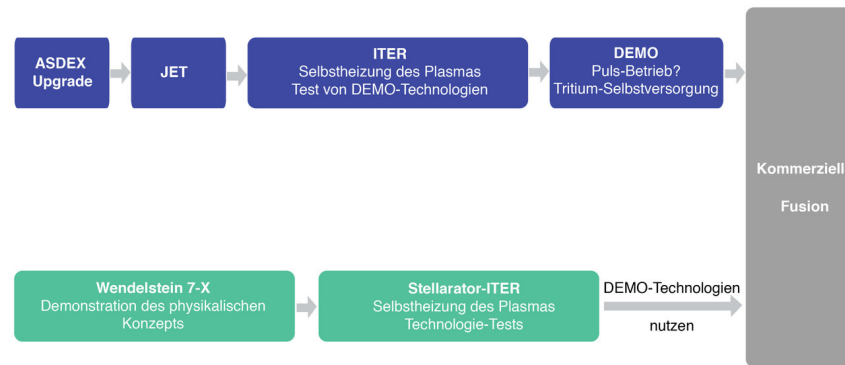 ASDEX
Upgrade
JET
ITER
Selbstheizung des Plasmas
Test von DEMO-Technologien
DEMO
Puls-Betrieb?
Tritium-Selbstversorgung
Kommerziell
Fusion
Wendelstein 7-X
Demonstration des physikalischen
Konzepts
Stellarator-ITER
Selbstheizung des Plasmas
Technologie-Tests
DEMO-Technologien
nutzen